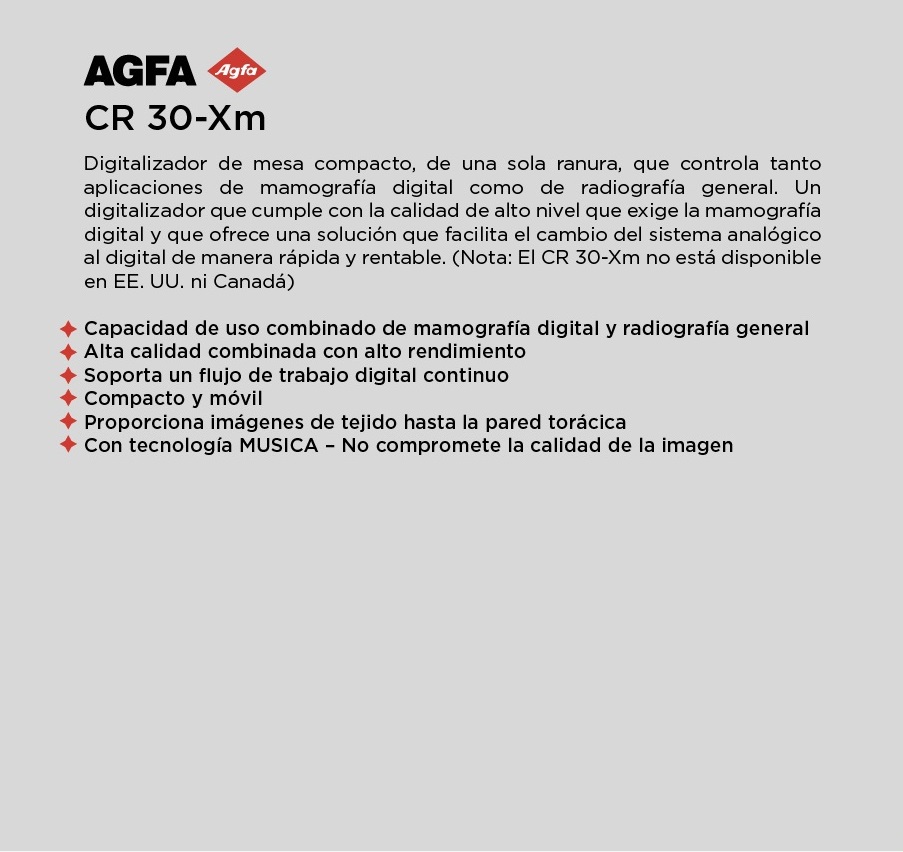 AGFA Agfa
CR 30-Xm
Digitalizador de mesa compacto, de una sola ranura, que controla tanto
aplicaciones de mamografía digital como de radiografía general. Un
digitalizador que cumple con la calidad de alto nivel que exige la mamografía
digital y que ofrece una solución que facilita el cambio del sistema analógico
al digital de manera rápida y rentable. (Nota: El CR 30-Xm no está disponible
en EE. UU. ni Canadá)
Capacidad de uso combinado de mamografía digital y radiografía general
Alta calidad combinada con alto rendimiento
Soporta un flujo de trabajo digital continuo
Compacto y móvil
Proporciona imágenes de tejido hasta la pared torácica
Con tecnología MUSICA – No compromete la calidad de la imagen